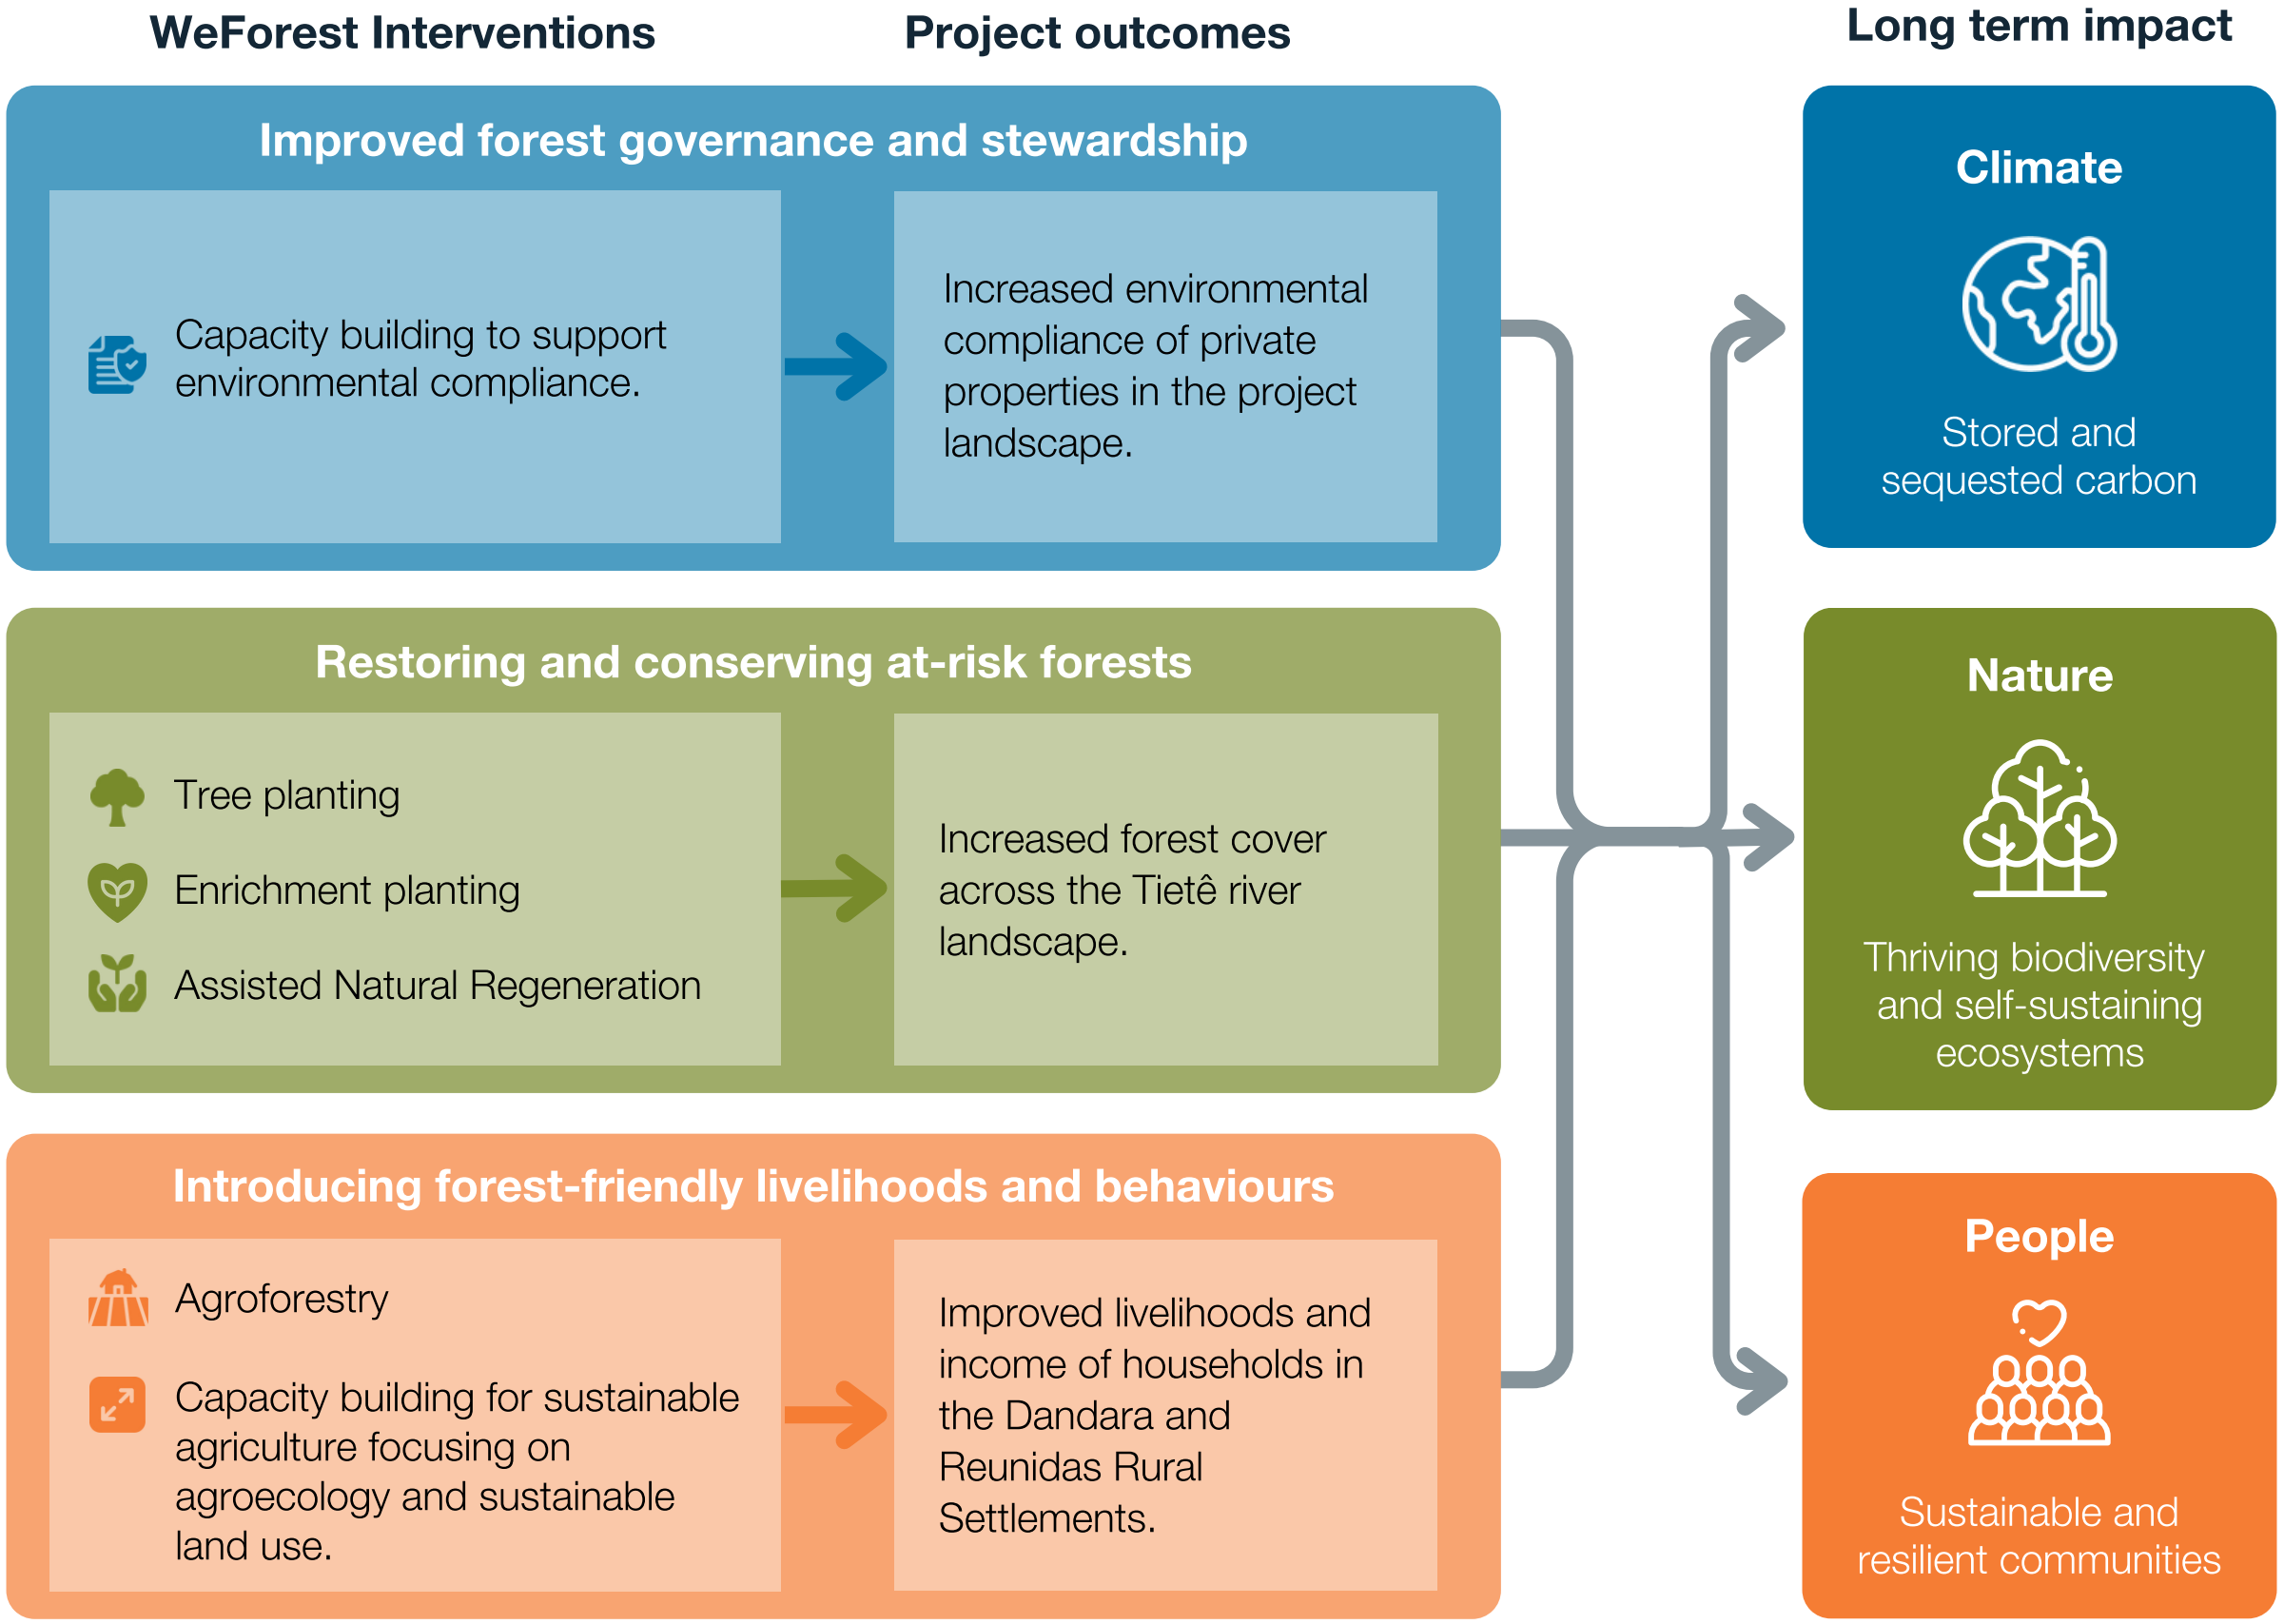 WeForest Interventions
Project outcomes
Long term impact
Improved forest governance and stewardship
Capacity building to support
environmental compliance.
Increased environmental
compliance of private
properties in the project
landscape.
Restoring and conserving at-risk forests
Tree planting
Enrichment planting
Assisted Natural Regeneration
Increased forest cover
across the Tietê river
landscape.
Introducing forest-friendly livelihoods and behaviours
Agroforestry
Capacity building for sustainable
agriculture focusing on
agroecology and sustainable
land use.
Improved livelihoods and
income of households in
the Dandara and
Reunidas Rural
Settlements.
Climate
Stored and
sequested carbon
Nature
Thriving biodiversity
and self-sustaining
ecosystems
People
Sustainable and
resilient communities